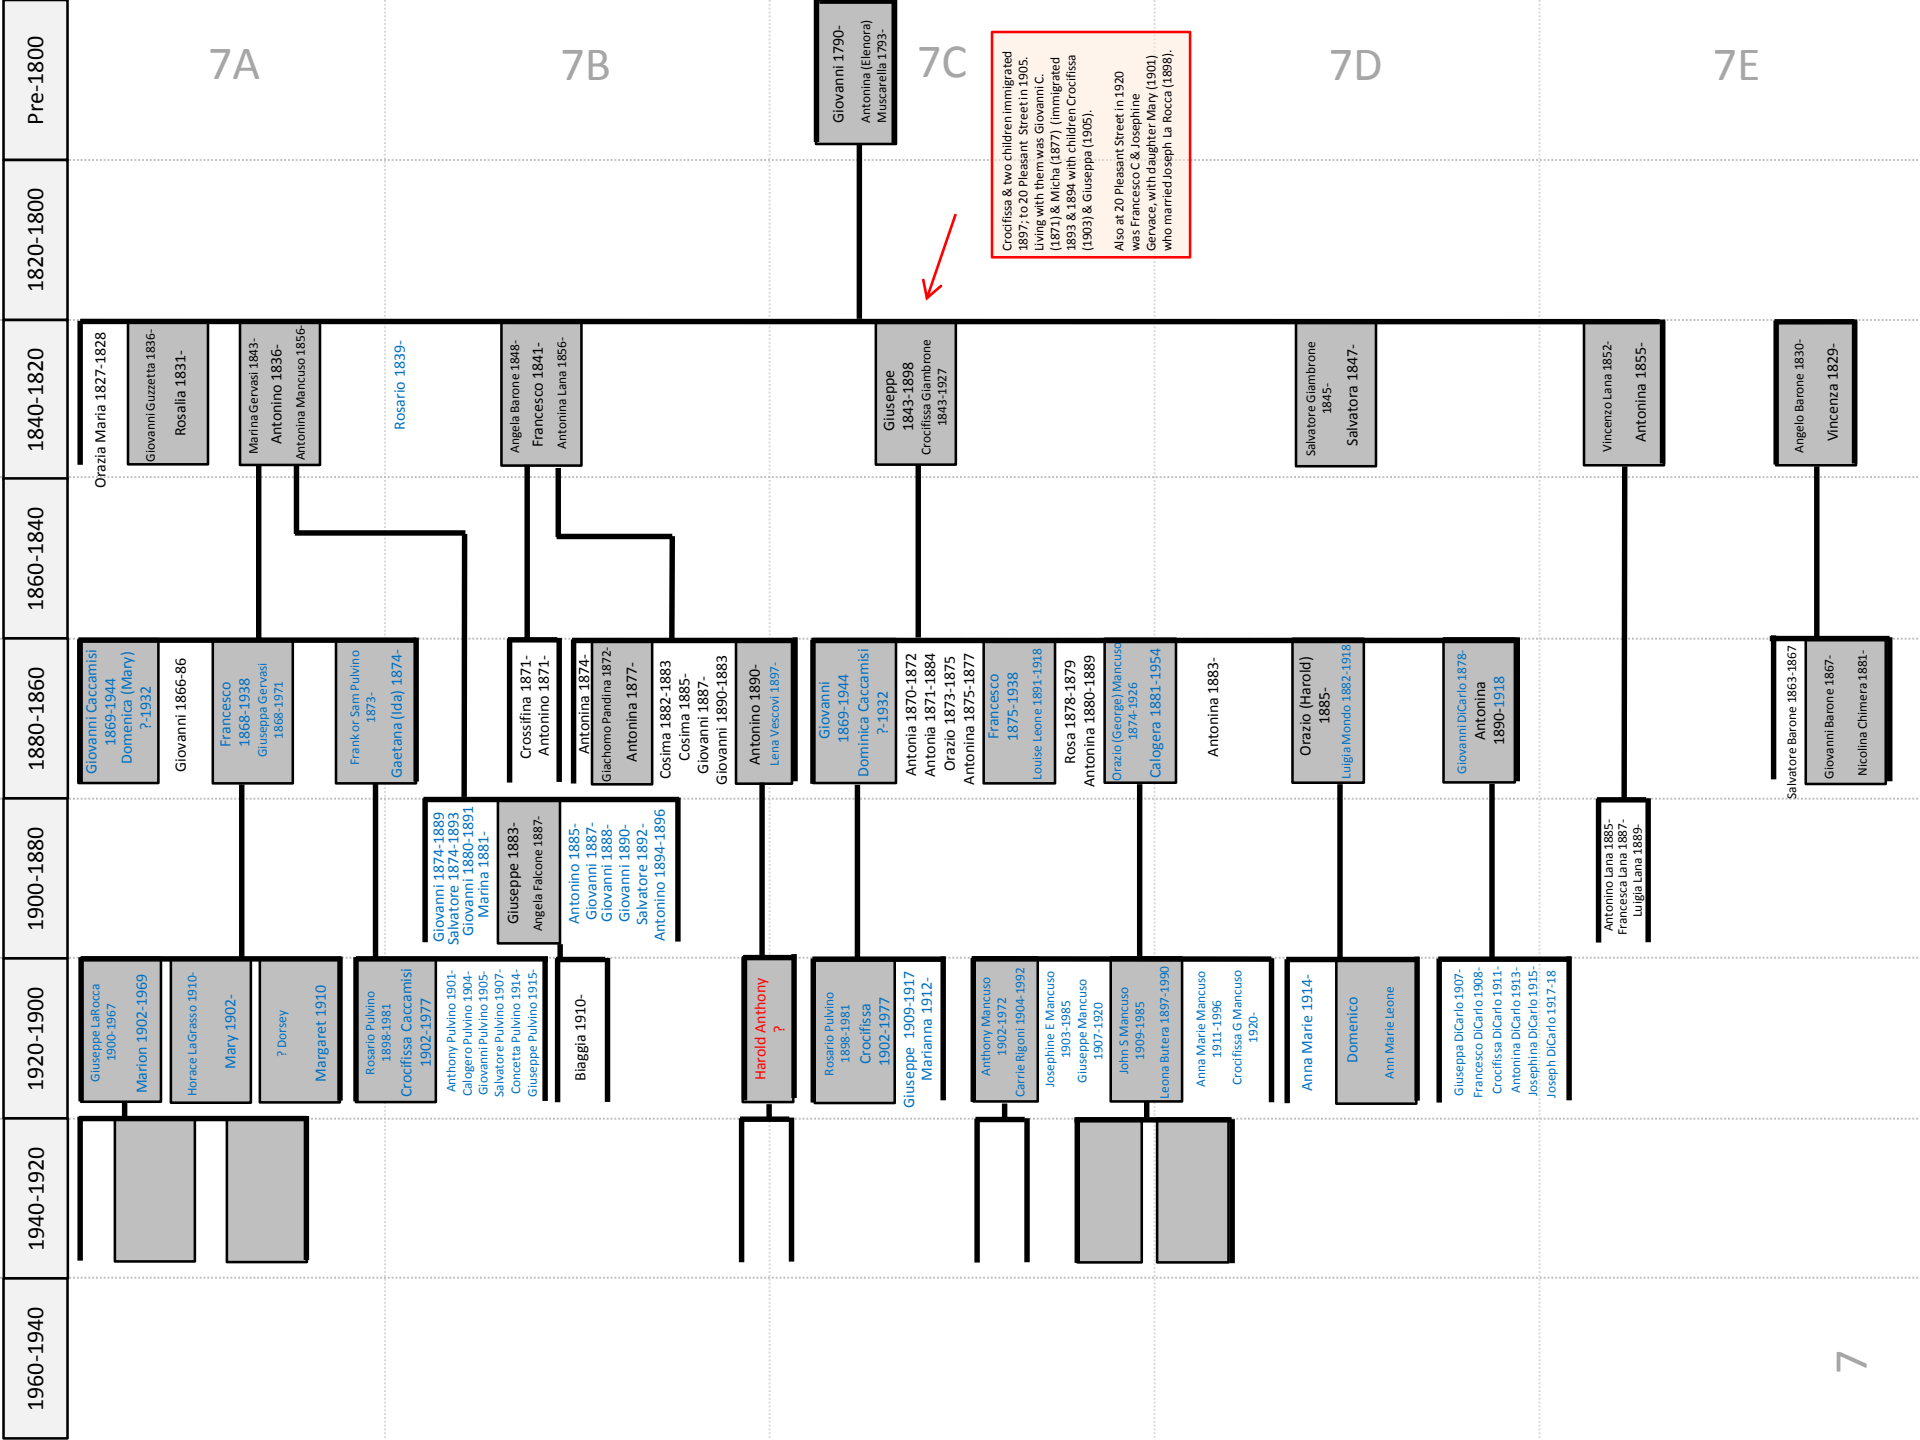 Pre-1800
1820-1800
1840-1820
1860-1840
1880-1860
1900-1880
1920-1900
1940-1920
1960-1940
7A
7B
7C
7D
7E
Giovanni 1790-
Antonina (Elenora)
Muscarella 1793-
Crocifissa & two children immigrated
1897; to 20 Pleasant Street in 1905.
Living with them was Giovanni C.
(1871) & Micha (1877) (immigrated
1893 & 1894 with children Crocifissa
(1903) & Giuseppa (1905).
Also at 20 Pleasant Street in 1920
was Francesco C & Josephine
Gervace, with daughter Mary (1901)
who married Joseph La Rocca (1898).
Orazia Maria 1827-1828
Giovanni Guzzetta 1836-
Rosalia 1831-
Marina Gervasi 1843-
Antonino 1836-
Antonina Mancuso 1856-
Rosario 1839-
Angela Barone 1848-
Francesco 1841-
Antonina Lana 1856-
Giuseppe
1843-1898
Crocifissa Giambrone
1843-1927
Salvatore Giambrone
1845-
Salvatora 1847-
Vincenzo Lana 1852-
Antonina 1855-
Angelo Barone 1830-
Vincenza 1829-
Giovanni Caccamisi
1869-1944
Domenica (Mary)
?-1932
Giovanni 1866-86
Francesco
1868-1938
Giuseppa Gervasi
1868-1971
Frank or Sam Pulvino
1873-
Gaetana (Ida) 1874-
Crossifina 1871-
Antonino 1871-
Antonina 1874-
Giachomo Pandina 1872-
Antonina 1877-
Cosima 1882-1883
Cosima 1885-
Giovanni 1887-
Giovanni 1890-1883
Antonino 1890-
Lena Vescovi 1897-
Giovanni
1869-1944
Dominica Caccamisi
?-1932
Antonia 1870-1872
Antonia 1871-1884
Orazio 1873-1875
Antonina 1875-1877
Francesco
1875-1938
Louise Leone 1891-1918
Rosa 1878-1879
Antonina 1880-1889
Orazio (George) Mancuso
1874-1926
Calogera 1881-1954
Antonina 1883-
Orazio (Harold)
1885-
Luigia Mondo 1882-1918
Giovanni DiCarlo 1878-
Antonina
1890-1918
Salvatore Barone 1863-1867
Giovanni Barone 1867-
Nicolina Chimera 1881-
Giovanni 1874-1889
Salvatore 1874-1893
Giovanni 1880-1891
Marina 1881-
Giuseppe 1883-
Angela Falcone 1887-
Antonino 1885-
Giovanni 1887-
Giovanni 1888-
Giovanni 1890-
Salvatore 1892-
Antonino 1894-1896
Antonino Lana 1885-
Francesca Lana 1887-
Luigia Lana 1889-
Giuseppe LaRocca
1900-1967
Marion 1902-1969
Horace LaGrasso 1910-
Mary 1902-
? Dorsey
Margaret 1910
Rosario Pulvino
1898-1981
Crocifissa Caccamisi
1902-1977
Anthony Pulvino 1901-
Calogero Pulvino 1904-
Giovanni Pulvino 1905-
Salvatore Pulvino 1907-
Concetta Pulvino 1914-
Giuseppe Pulvino 1915-
Biaggia 1910-
Harold Anthony
?
Rosario Pulvino
1898-1981
Crocifissa
1902-1977
Giuseppe 1909-1917
Marianna 1912-
Anthony Mancuso
1902-1972
Carrie Rigoni 1904-1992
Josephine E Mancuso
1903-1985
Giuseppe Mancuso
1907-1920
John S Mancuso
1909-1985
Leona Butera 1897-1990
Anna Marie Mancuso
1911-1996
Crocifissa G Mancuso
1920-
Anna Marie 1914-
Domenico
Ann Marie Leone
Giuseppa DiCarlo 1907-
Francesco DiCarlo 1908-
Crocifissa DiCarlo 1911-
Antonina DiCarlo 1913-
Josephina DiCarlo 1915-
Joseph DiCarlo 1917-18
7